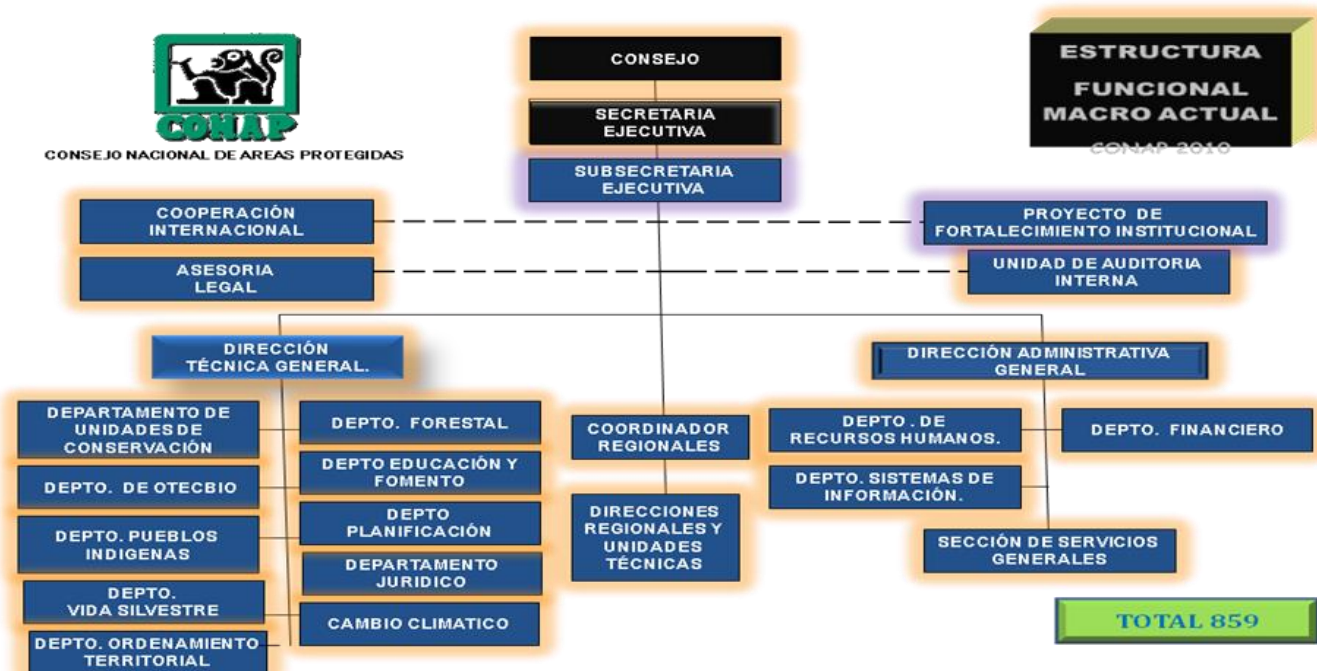 CONAP
CONSEJO NACIONAL DE AREAS PROTEGIDAS
CONSEJO
SECRETARIA
EJECUTIVA
SUBSECRETARIA
EJECUTIVA
ESTRUCTURA
FUNCIONAL
MACRO ACTUAL
CONAP 2010
COOPERACIÓN
INTERNACIONAL
PROYECTO DE
FORTALECIMIENTO INSTITUCIONAL
ASESORIA
LEGAL
UNIDAD DE AUDITORIA
INTERNA
DIRECCIÓN
TÉCNICA GENERAL.
DIRECCIÓN ADMINISTRATIVA
GENERAL
DEPARTAMENTO DE
UNIDADES DE
CONSERVACIÓN
DEPTO. FORESTAL
DEPTO. DE OTECBIO
DEPTO EDUCACIÓN Y
FOMENTO
DEPTO. PUEBLOS
INDIGENAS
DEPTO
PLANIFICACIÓN
DEPARTAMENTO
JURIDICO
DEPTO.
VIDA SILVESTRE
CAMBIO CLIMATICO
DEPTO. ORDENAMIENTO
TERRITORIAL
COORDINADOR
REGIONALES
DIRECCIONES
REGIONALES Y
UNIDADES
TÉCNICAS
DEPTO . DE
RECURSOS HUMANOS.
DEPTO. FINANCIERO
DEPTO. SISTEMAS DE
INFORMACIÓN.
SECCIÓN DE SERVICIOS
GENERALES
TOTAL 859